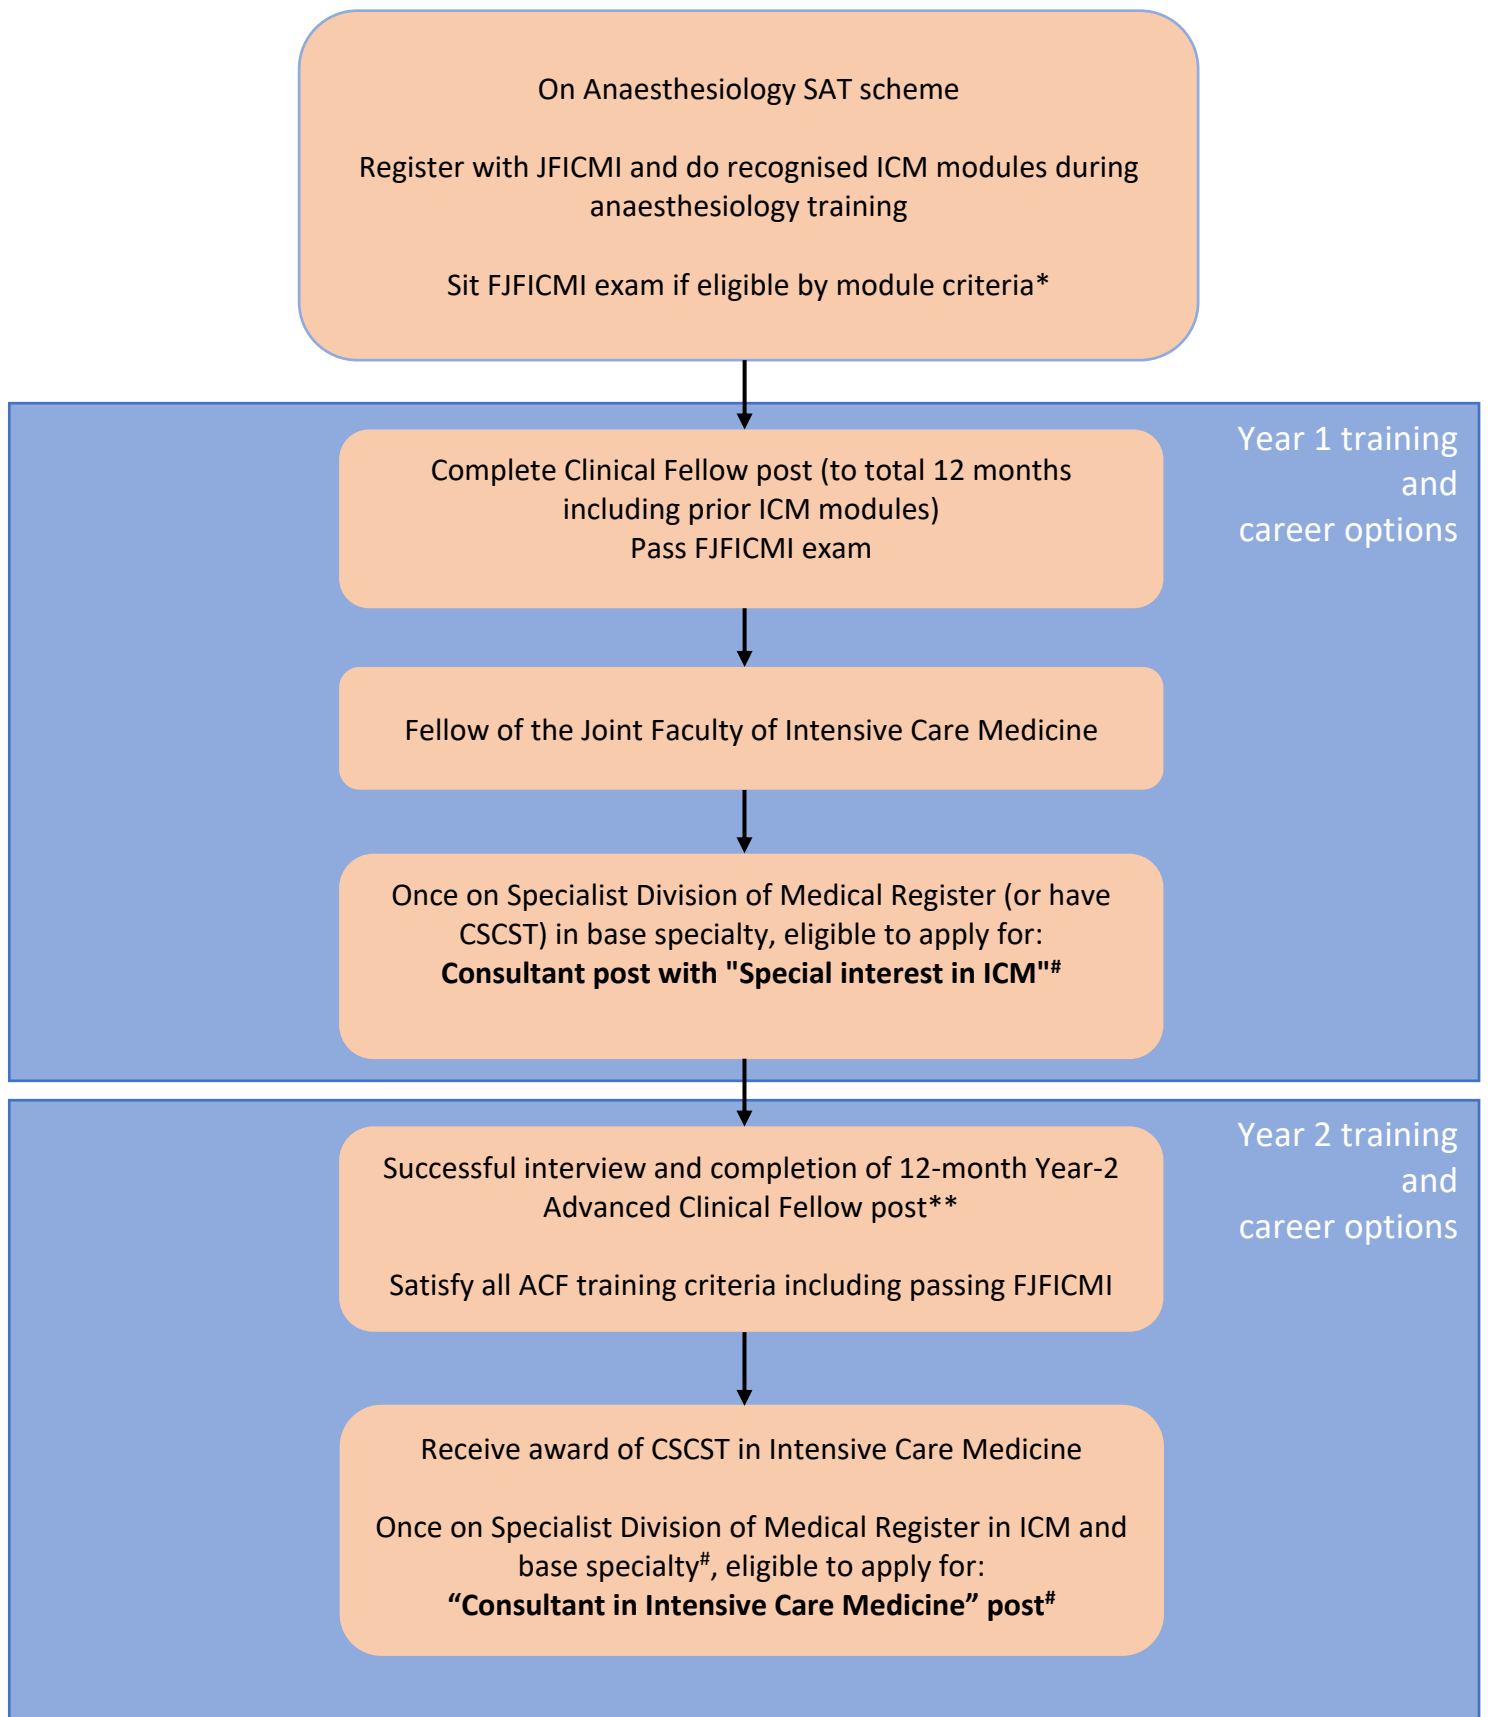 On Anaesthesiology SAT scheme
Register with JFICMI and do recognised ICM modules during
anaesthesiology training
Sit FJFICMI exam if eligible by module criteria*
Year 1 training
and
career options
Complete Clinical Fellow post (to total 12 months
including prior ICM modules)
Pass FJFICMI exam
Fellow of the Joint Faculty of Intensive Care Medicine
Once on Specialist Division of Medical Register (or have
CSCST) in base specialty, eligible to apply for:
Consultant post with "Special interest in ICM"#
Year 2 training
and
career options
Successful interview and completion of 12-month Year-2
Advanced Clinical Fellow post**
Satisfy all ACF training criteria including passing FJFICMI
Receive award of CSCST in Intensive Care Medicine
Once on Specialist Division of Medical Register in ICM and
base specialty#, eligible to apply for:
“Consultant in Intensive Care Medicine” post#